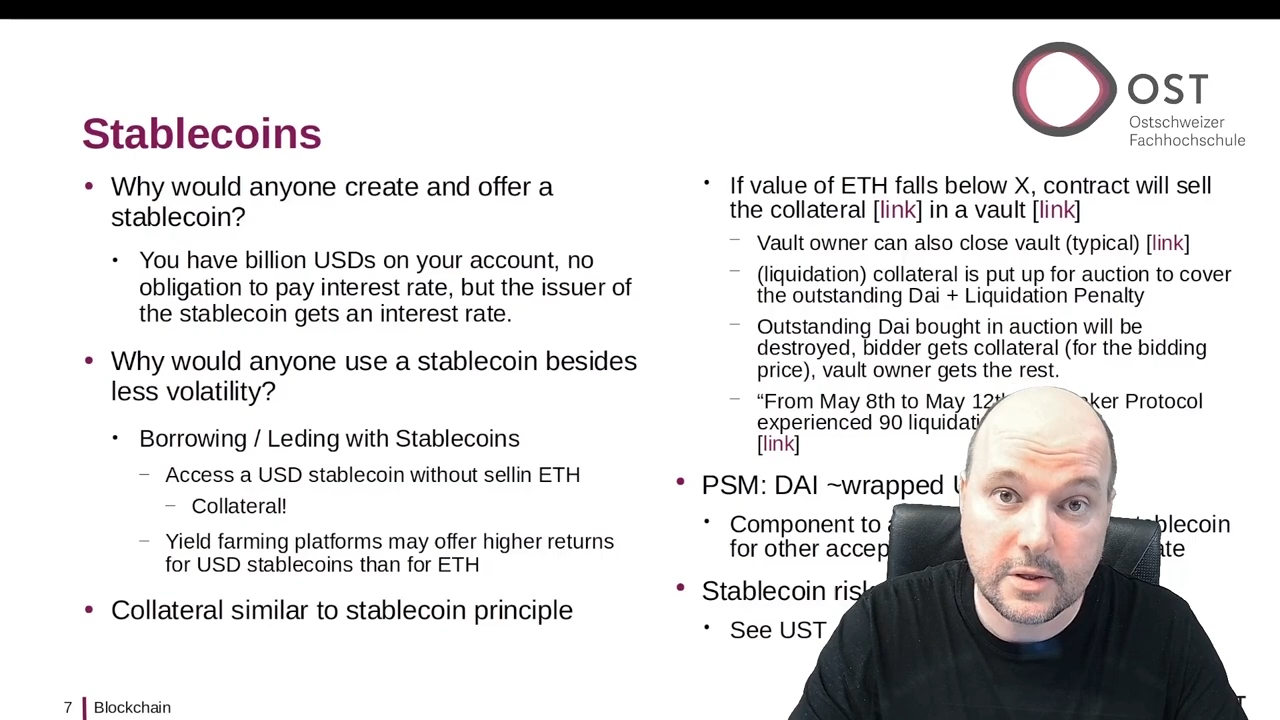 OST
Ostschweizer
Fachhochschule
Stablecoins
• Why would anyone create and offer a
stablecoin?
• You have billion USDs on your account, no
obligation to pay interest rate, but the issuer of
the stablecoin gets an interest rate.
• Why would anyone use a stablecoin besides
less volatility?
• Borrowing / Leding with Stablecoins
– Access a USD stablecoin without sellin ETH
– Collateral!
– Yield farming platforms may offer higher returns
for USD stablecoins than for ETH
• Collateral similar to stablecoin principle
• If value of ETH falls below X, contract will sell
the collateral [link] in a vault [link]
– Vault owner can also close vault (typical) [link]
– (liquidation) collateral is put up for auction to cover
the outstanding Dai + Liquidation Penalty
– Outstanding Dai bought in auction will be
destroyed, bidder gets collateral (for the bidding
price), vault owner gets the rest.
– “From May 8th to May Protocol
experienced 90
[link]
• PSM: DAI ~wrapped
• Component to
for other
• Stablecoin
• See UST
7 Blockchain